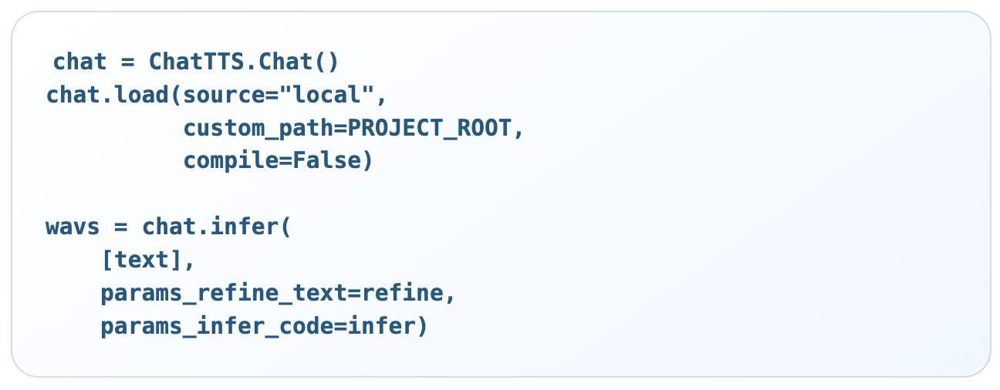 chat = ChatTTS.Chat()
chat.load(source="local",
          custom_path=PROJECT_ROOT,
          compile=False)

wavs = chat.infer(
    [text],
    params_refine_text=refine,
    params_infer_code=infer)